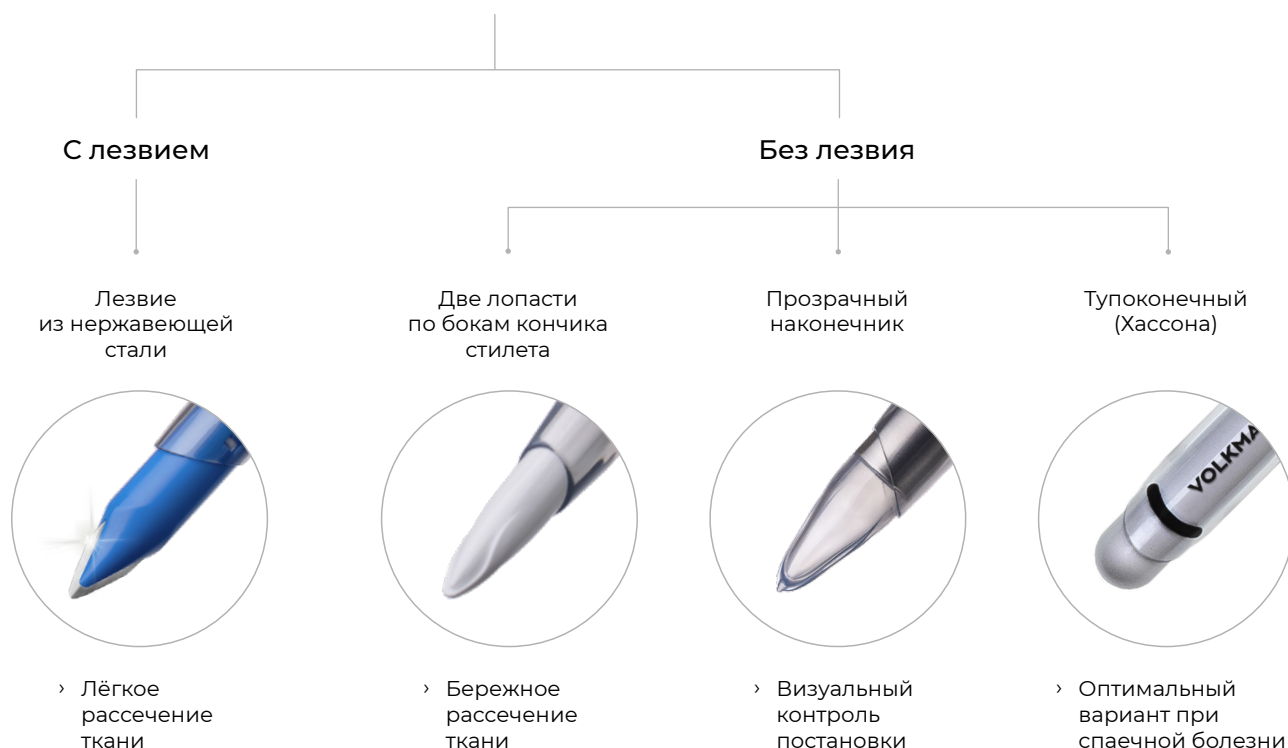 С лезвием
Без лезвия
Лезвие
из нержавеющей
стали
Две лопасти
по бокам кончика
стилета
Прозрачный
наконечник
Тупоконечный
(Хассона)
VOLKMA
› Лёгкое
рассечение
ткани
› Бережное
рассечение
ткани
› Визуальный
контроль
постановки
› Оптимальный
вариант при
спаечной болезни